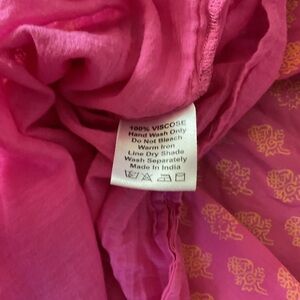 100% VISCOSE
Hand Wash Only
Do Not Bleach
Warm Iron
Line Dry Shade
Wash Separately
Made In India